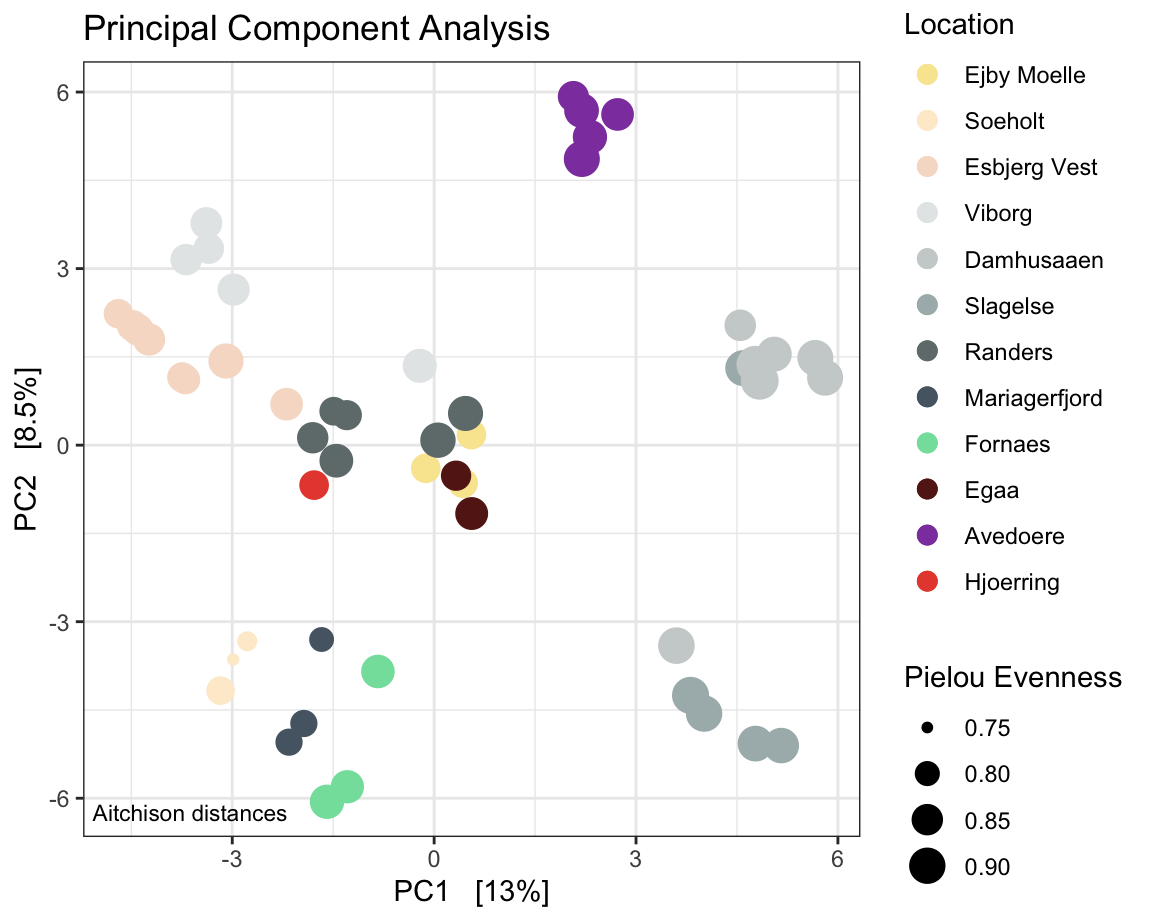 Principal Component Analysis
6
3
0
-3
-6
PC2 [8.5%]
Aitchison distances
-3
0
3
6
PC1 [13%]
Location
Ejby Moelle
Soeholt
Esbjerg Vest
Viborg
Damhusaaen
Slagelse
Randers
Mariagerfjord
Fornaes
Egaa
Avedoere
Hjoerring
Pielou Evenness
0.75
0.80
0.85
0.90